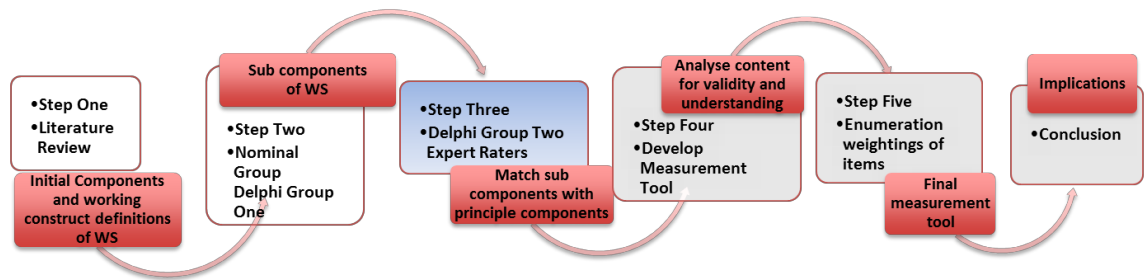 •Step One
•Literature
Review
Initial Components
and working
construct definitions
of WS
Sub components
of WS
•Step Two
•Nominal
Group
Delphi Group
One
•Step Three
•Delphi Group Two
Expert Raters
Match sub
components with
principle components
Analyse content
for validity and
understanding
•Step Four
•Develop
Measurement
Tool
•Step Five
•Enumeration
weightings of
items
Final
measurement
tool
Implications
•Conclusion